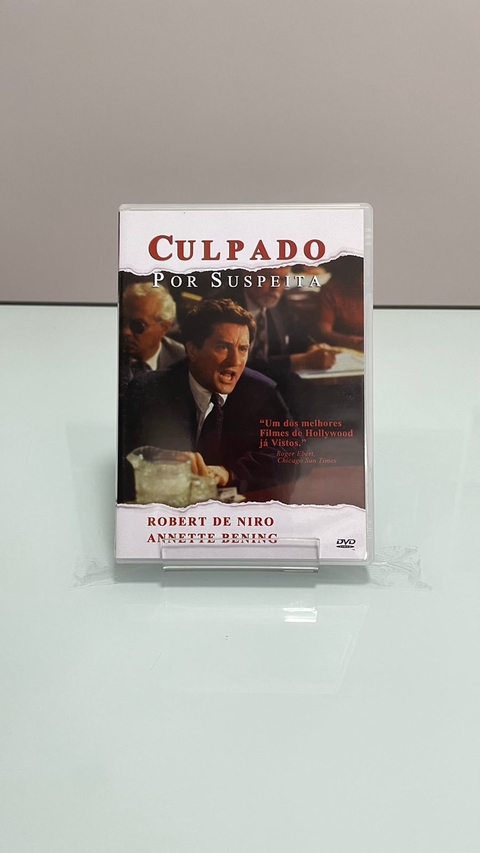 CULPADO
POR SUSPEITA
“Um dos melhores
Filmes de Hollywood
já Vistos.”
Roger Ebert,
Chicago Sun Times
ROBERT DE NIRO
ANNETTE BENING
DVD